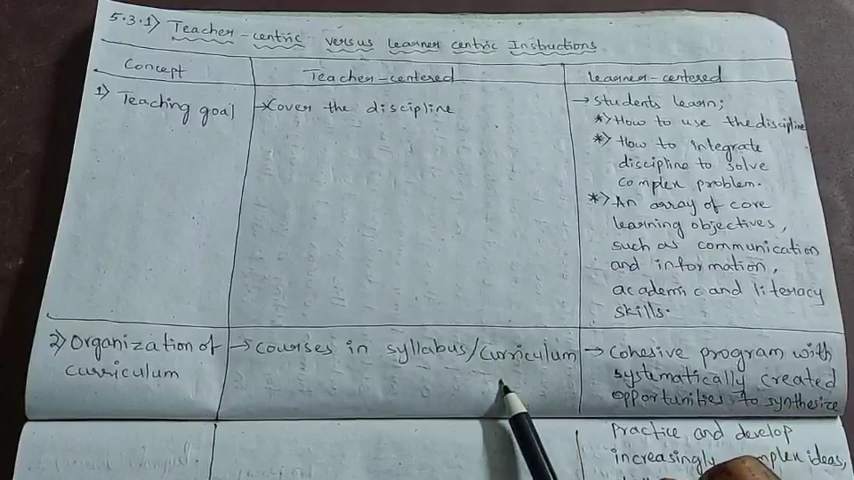 5.3.1) Teacher-centric versus learner centric Instructions
Concept
Teacher-centered
Learner-centered
1) Teaching goal
→ Cover the discipline
→ Students learn;
*) How to use the discipline
*) How to integrate
discipline to solve
complex problem.
*) An array of core
learning objectives,
such as communication
and information,
academic and literacy
skills.
2) Organization of
curriculum
→ Courses in syllabus/curriculum
→ Cohesive program with
systematically created
opportunities to synthesize
practice and develop
increasingly complex ideas,